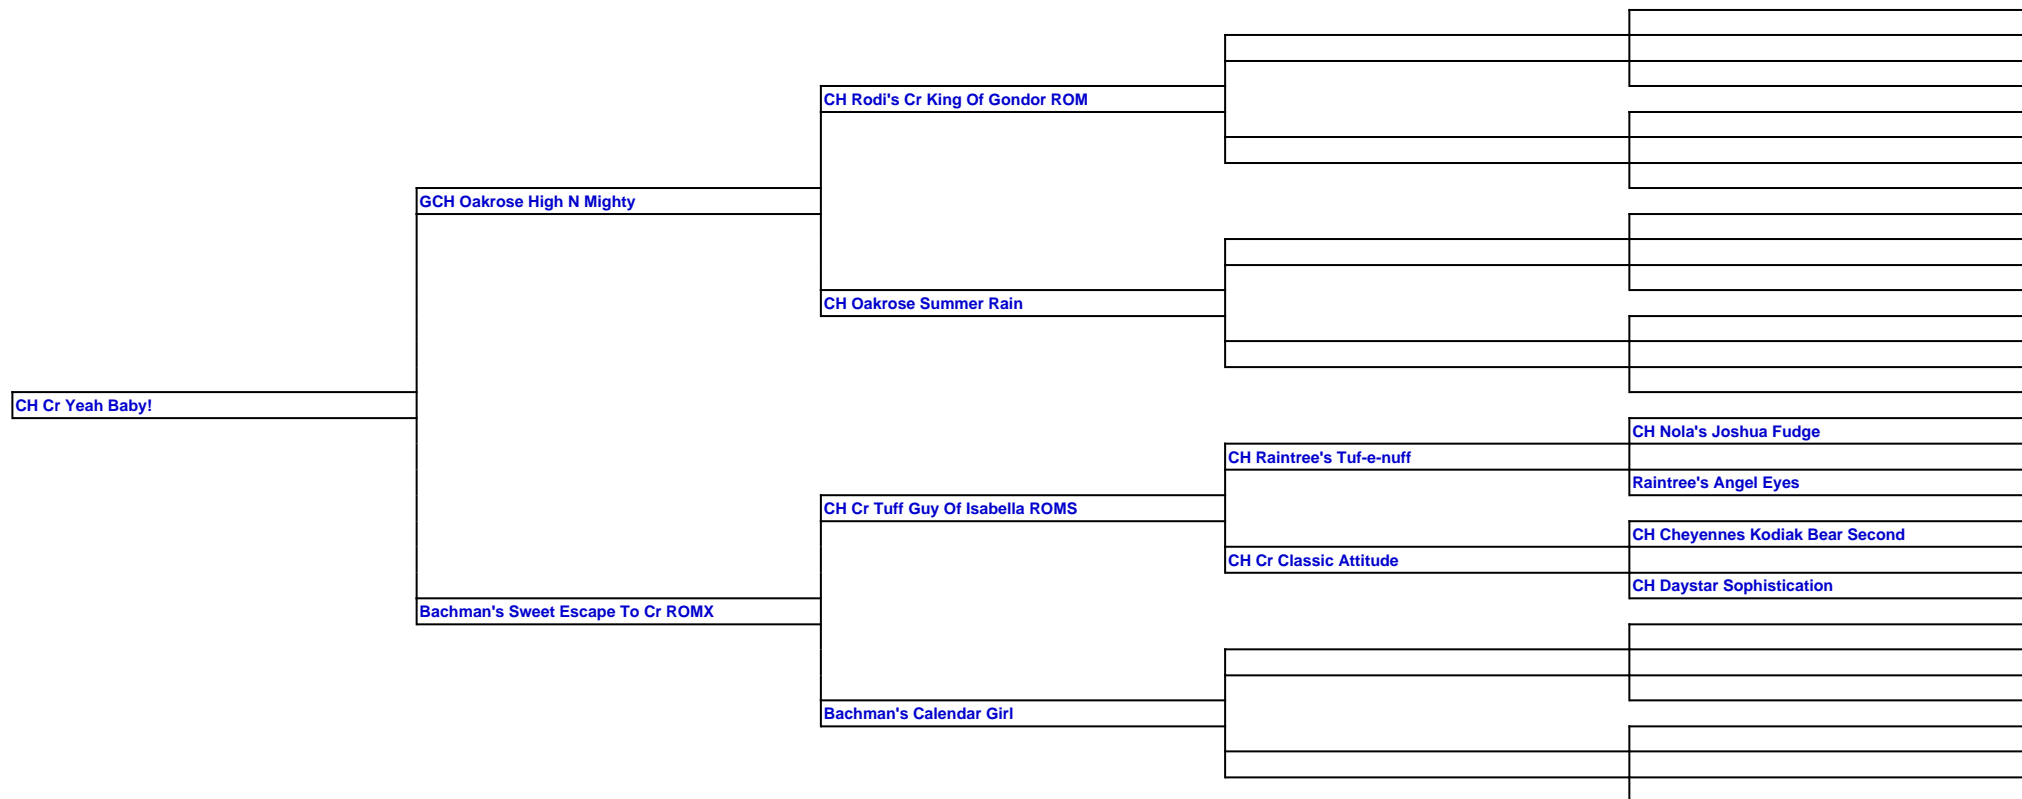 CH Rodi's Cr King Of Gondor ROM
GCH Oakrose High N Mighty
CH Oakrose Summer Rain
CH Cr Yeah Baby!
CH Nola's Joshua Fudge
CH Raintree's Tuf-e-nuff
Raintree's Angel Eyes
CH Cr Tuff Guy Of Isabella ROMS
CH Cheyennes Kodiak Bear Second
CH Cr Classic Attitude
CH Daystar Sophistication
Bachman's Sweet Escape To Cr ROMX
Bachman's Calendar Girl